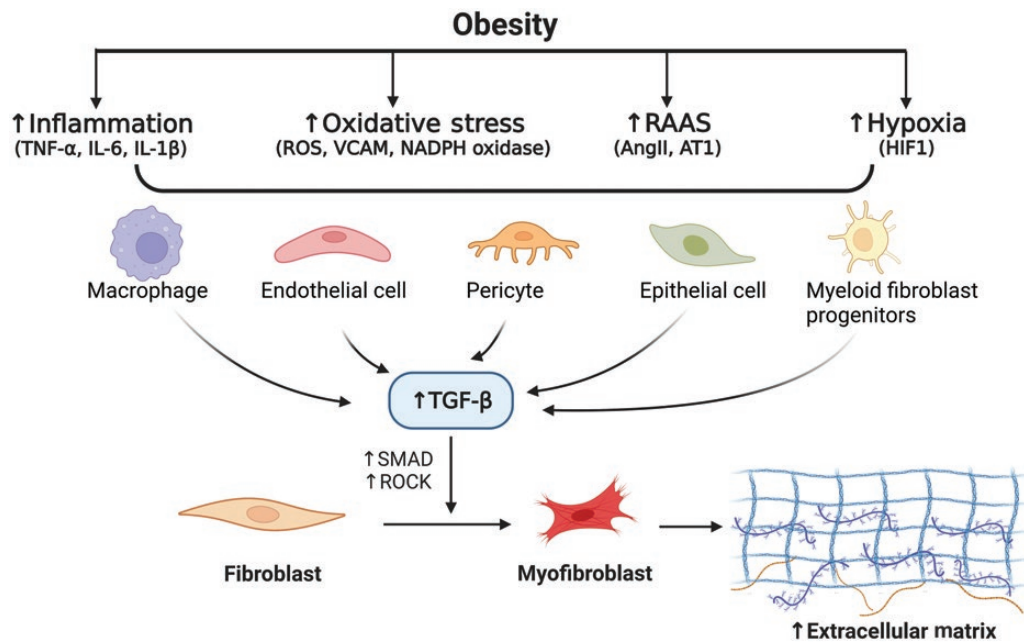 Obesity
↑Inflammation
(TNF-α, IL-6, IL-1β)
↑Oxidative stress
(ROS, VCAM, NADPH oxidase)
↑RAAS
(AngII, AT1)
↑Hypoxia
(HIF1)
Macrophage
Endothelial cell
Pericyte
Epithelial cell
Myeloid fibroblast
progenitors
↑TGF-β
↑SMAD
↑ROCK
Fibroblast
Myofibroblast
↑Extracellular matrix